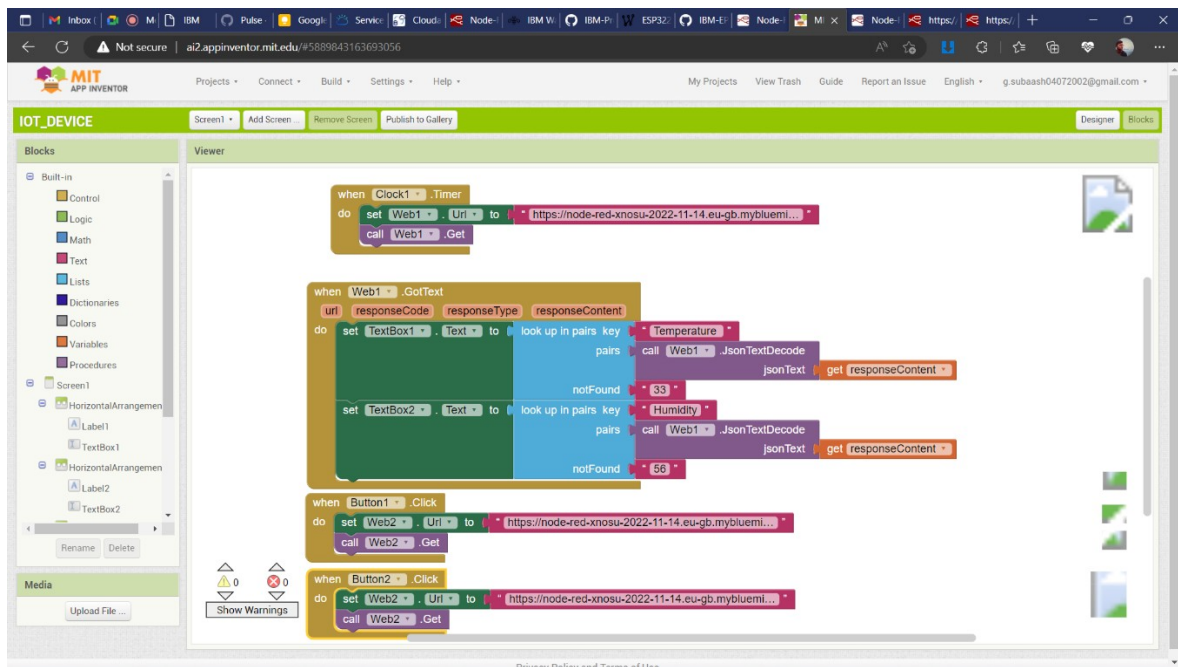 Inbox (
IBM
Pulse -
Googl
Service
Clouda
Node-
IBM W
IBM-Pr
ESP32
IBM-EF
Node-
MI
Node-
https:/
https:/
Not secure
ai2.appinventor.mit.edu/#5889843163693056
MIT
APP INVENTOR
Projects
Connect
Build
Settings
Help
My Projects
View Trash
Guide
Report an Issue
English
g.subaash04072002@gmail.com
IOT_DEVICE
Screen1
Add Screen ...
Remove Screen
Publish to Gallery
Designer
Blocks
Blocks
Viewer
Built-in
Control
Logic
Math
Text
Lists
Dictionaries
Colors
Variables
Procedures
Screen1
HorizontalArrangemen
Label1
TextBox1
HorizontalArrangemen
Label2
TextBox2
Rename
Delete
Media
Upload File ...
when Clock1 .Timer
do set Web1 . Url to " https://node-red-xnosu-2022-11-14.eu-gb.mybluemi... "
call Web1 .Get
when Web1 .GotText
url responseCode responseType responseContent
do set TextBox1 . Text to look up in pairs key " Temperature "
pairs call Web1 .JsonTextDecode
jsonText get responseContent
notFound " 33 "
set TextBox2 . Text to look up in pairs key " Humidity "
pairs call Web1 .JsonTextDecode
jsonText get responseContent
notFound " 56 "
when Button1 .Click
do set Web2 . Url to " https://node-red-xnosu-2022-11-14.eu-gb.mybluemi... "
call Web2 .Get
when Button2 .Click
do set Web2 . Url to " https://node-red-xnosu-2022-11-14.eu-gb.mybluemi... "
call Web2 .Get
0
0
Show Warnings
Privacy Policy and Terms of Use